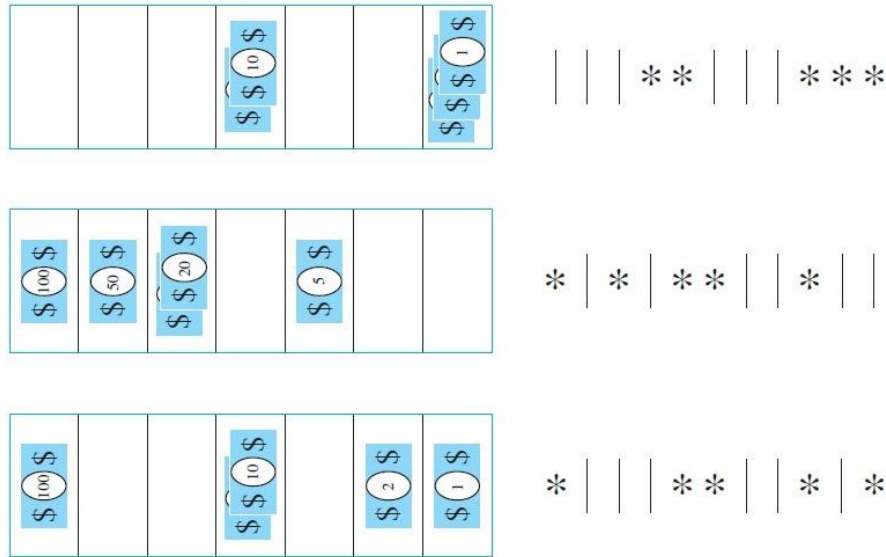 $ 10 $ $
$ 1 $ $ $
| | | * * | | | * * *
$ 100 $
$ 50 $
$ 20 $ $
$ 5 $
* | * | * * | | * | |
$ 100 $
$ 10 $ $
$ 2 $
$ 1 $
* | | | * * | | * | *